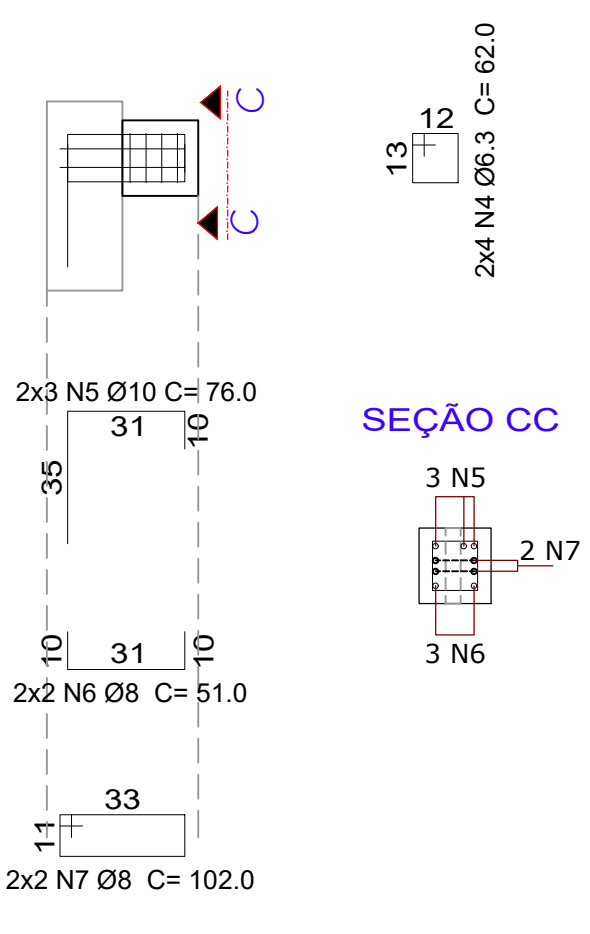 C
C
12
13
2x4 N4 Ø6.3 C= 62.0
2x3 N5 Ø10 C= 76.0
31
10
35
SEÇÃO CC
3 N5
2 N7
3 N6
10
31
10
2x2 N6 Ø8 C= 51.0
33
11
2x2 N7 Ø8 C= 102.0